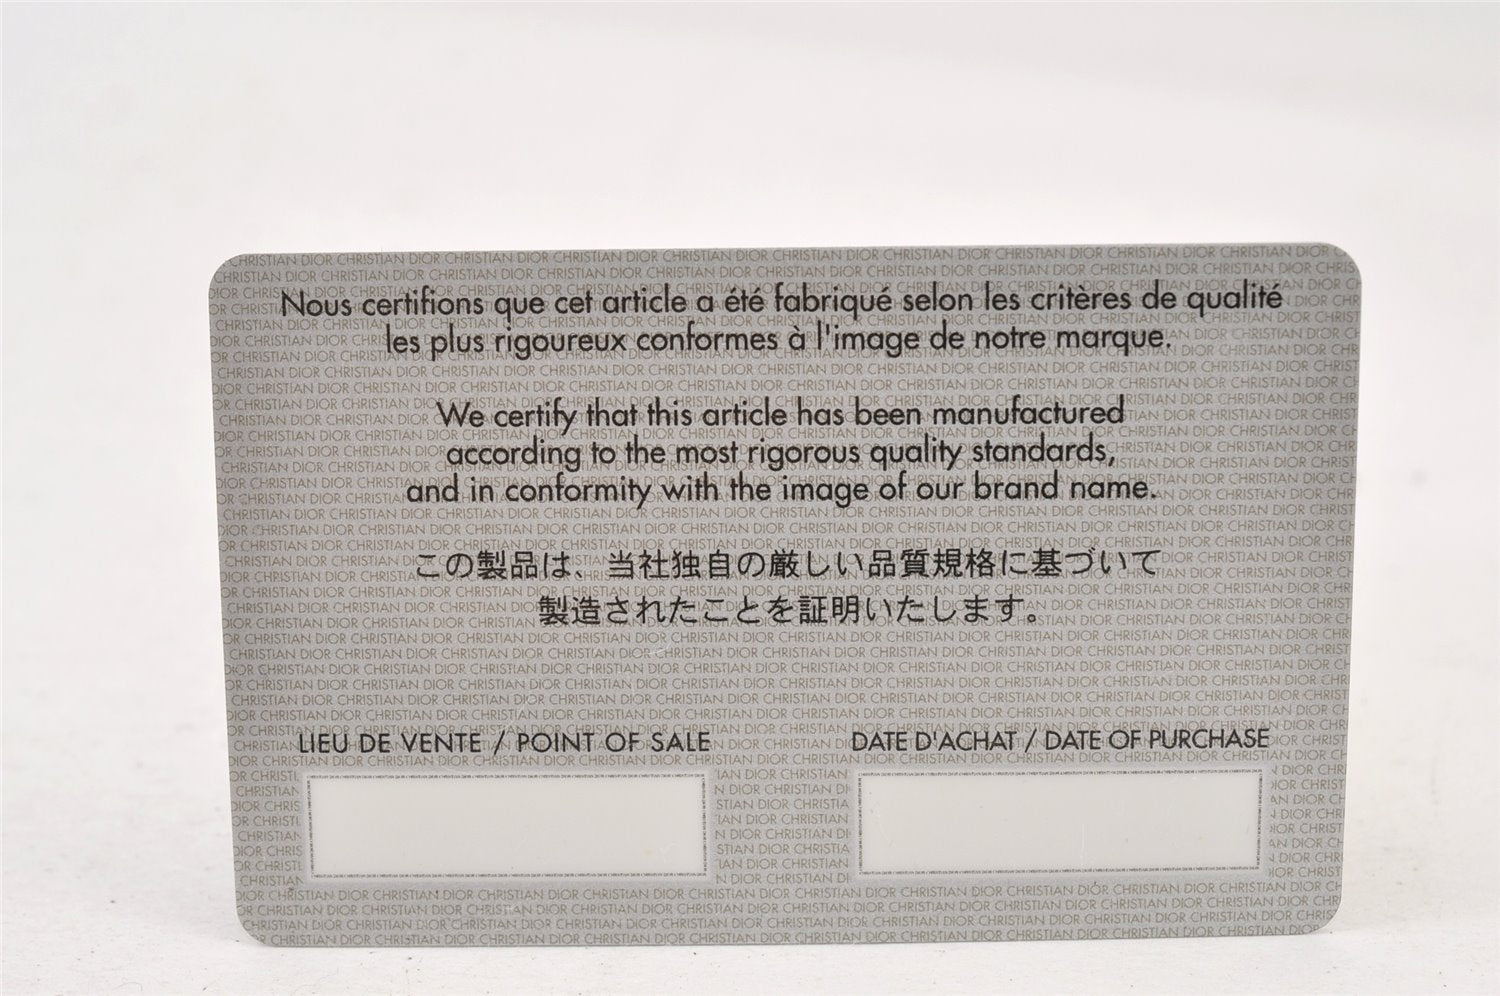 Nous certifions que cet article a été fabriqué selon les critères de qualité
les plus rigoureux conformes à l'image de notre marque.
We certify that this article has been manufactured
according to the most rigorous quality standards,
and in conformity with the image of our brand name.
この製品は、当社独自の厳しい品質規格に基づいて
製造されたことを証明いたします。
LIEU DE VENTE / POINT OF SALE
DATE D'ACHAT / DATE OF PURCHASE